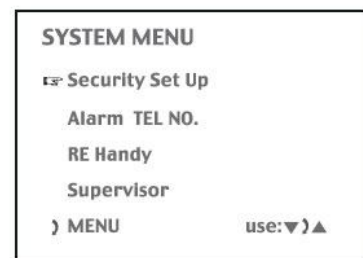 SYSTEM MENU
☞ Security Set Up
Alarm TEL NO.
RE Handy
Supervisor
) MENU use:▼)▲